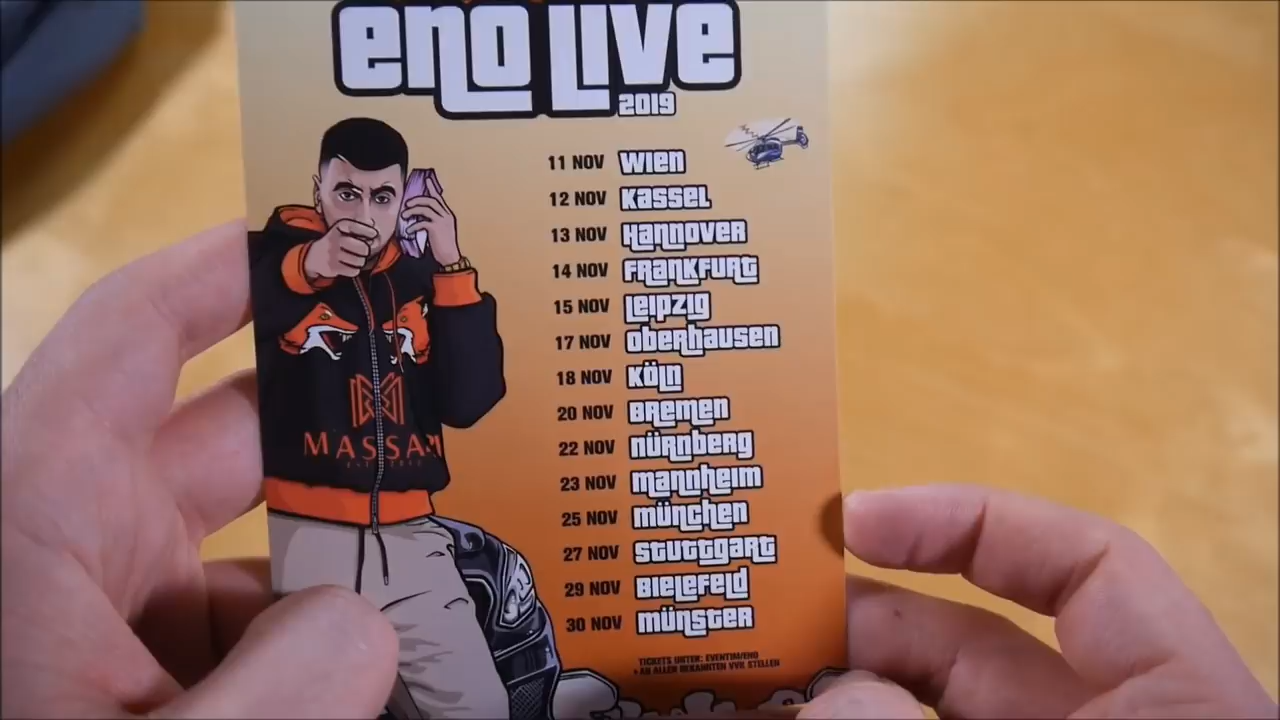 eno Live
2019
11 NOV Wien
12 NOV Kassel
13 NOV Hannover
14 NOV Frankfurt
15 NOV Leipzig
17 NOV Oberhausen
18 NOV Köln
20 NOV Bremen
22 NOV nürnberg
23 NOV mannheim
25 NOV münchen
27 NOV Stuttgart
29 NOV Bielefeld
30 NOV münster
MASSARI
TICKETS UNTER: EVENTIM/ENO
+ AN ALLEN BEKANNTEN VVK STELLEN